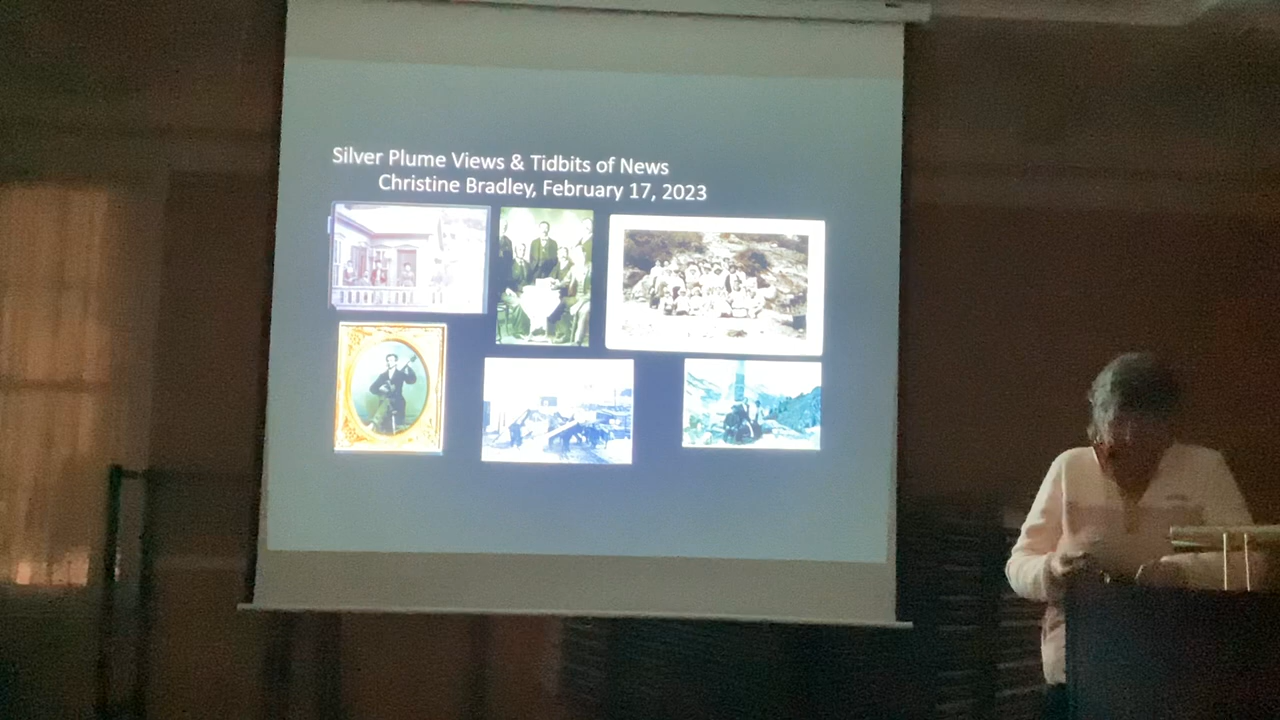 Silver Plume Views & Tidbits of News
Christine Bradley, February 17, 2023